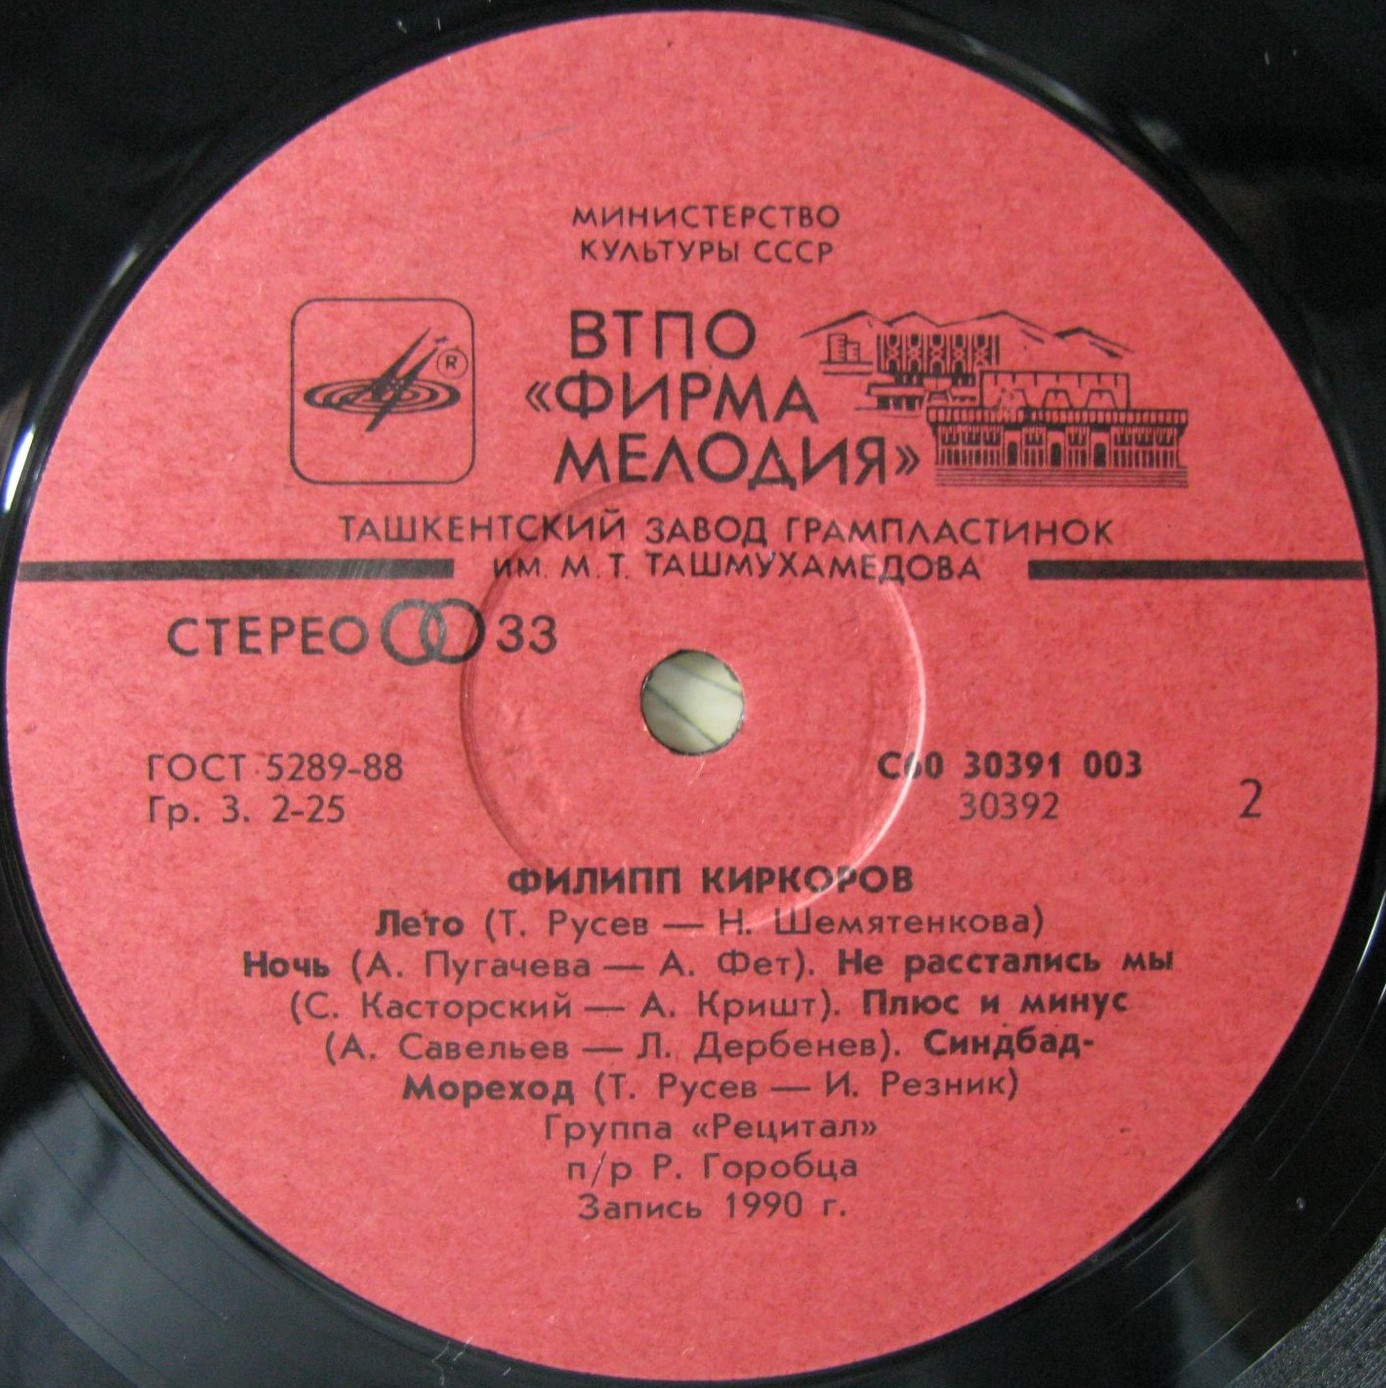 МИНИСТЕРСТВО
КУЛЬТУРЫ СССР
ВТПО
«ФИРМА
МЕЛОДИЯ»
®
ТАШКЕНТСКИЙ ЗАВОД ГРАМПЛАСТИНОК
ИМ. М. Т. ТАШМУХАМЕДОВА
СТЕРЕО 33
ГОСТ 5289-88
Гр. 3. 2-25
С60 30391 003
30392
2
ФИЛИПП КИРКОРОВ
Лето (Т. Русев — Н. Шемятенкова)
Ночь (А. Пугачева — А. Фет). Не расстались мы
(С. Касторский — А. Кришт). Плюс и минус
(А. Савельев — Л. Дербенев). Синдбад-
Мореход (Т. Русев — И. Резник)
Группа «Рецитал»
п/р Р. Горобца
Запись 1990 г.